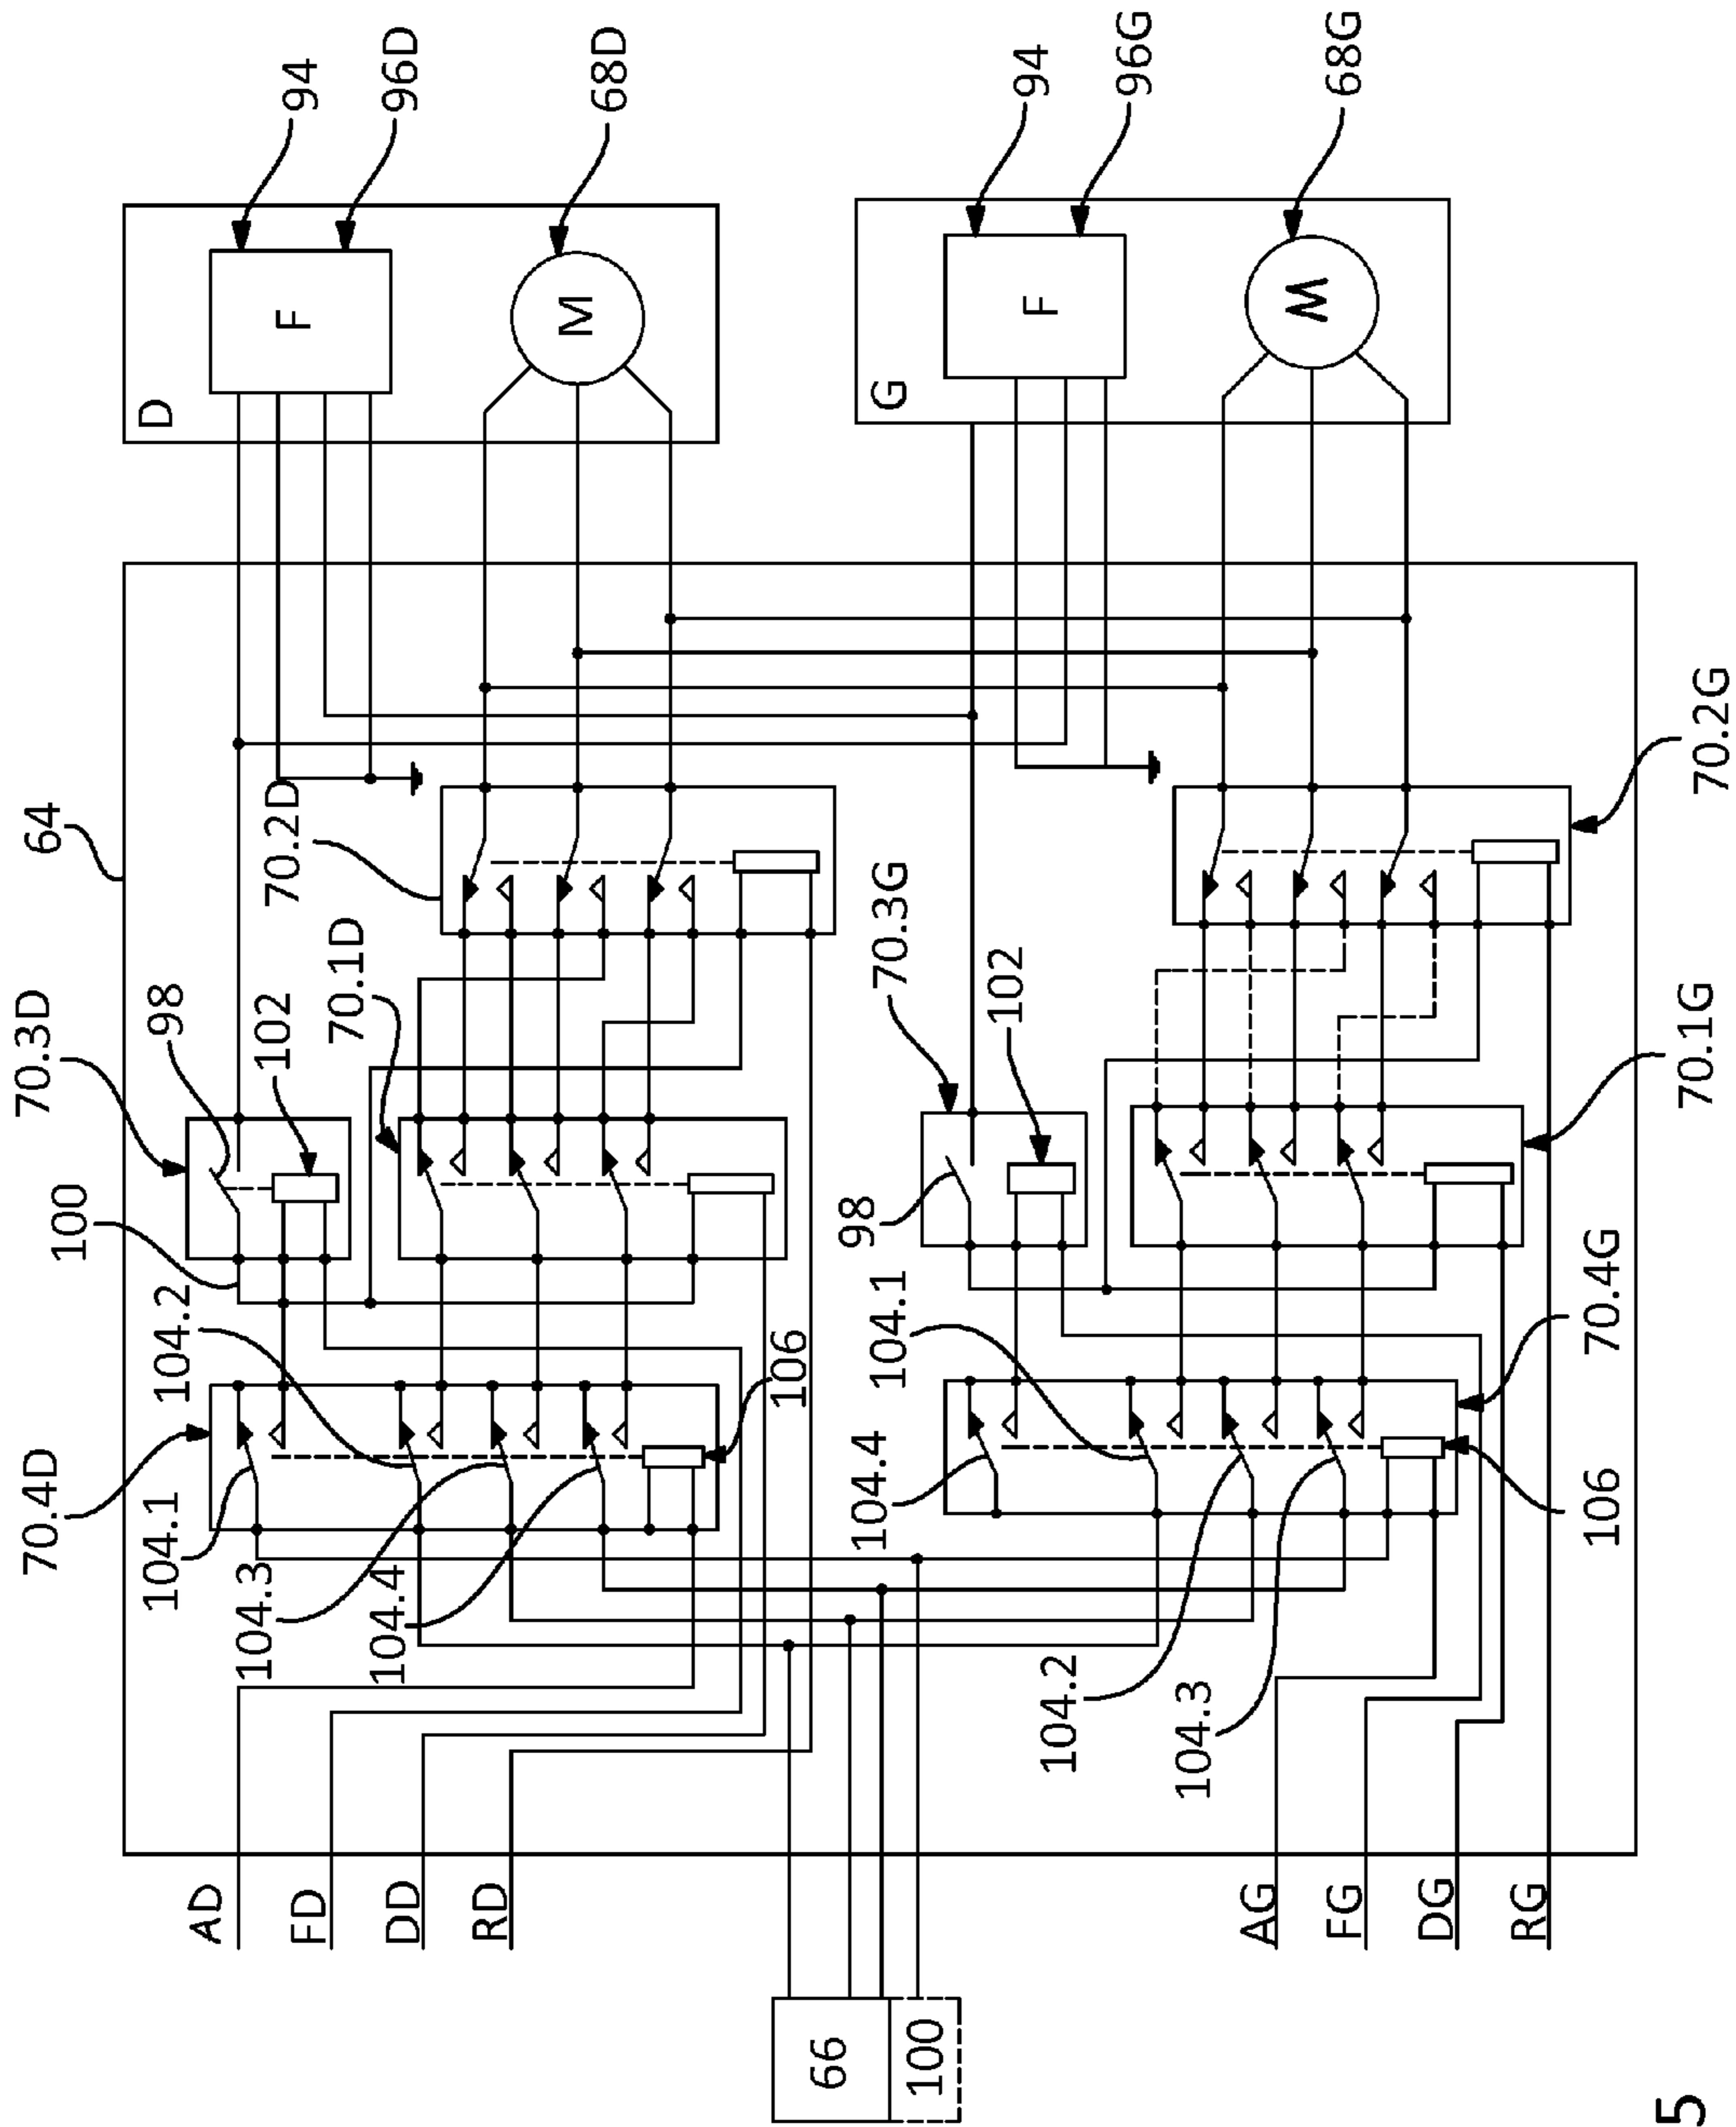 94
96D
68D
94
96G
68G
D
F
M
G
F
W
64
70.2D
70.2G
70.3D
98
102
70.1D
70.3G
102
70.1G
100
104.2
98
104.1
70.4G
70.4D
104.1
104.3
104.4
106
104.4
104.2
104.3
106
AD
FD
DD
RD
AG
FG
DG
RG
66
100
5